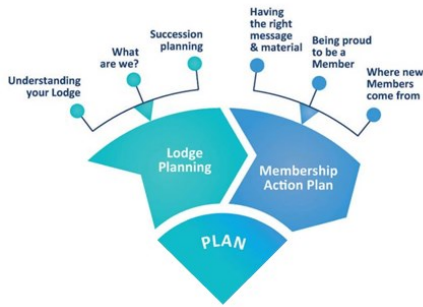 Understanding
your Lodge
What
are we?
Succession
planning
Having
the right
message
& material
Being proud
to be a
Member
Where new
Members
come from
Lodge
Planning
Membership
Action Plan
PLAN